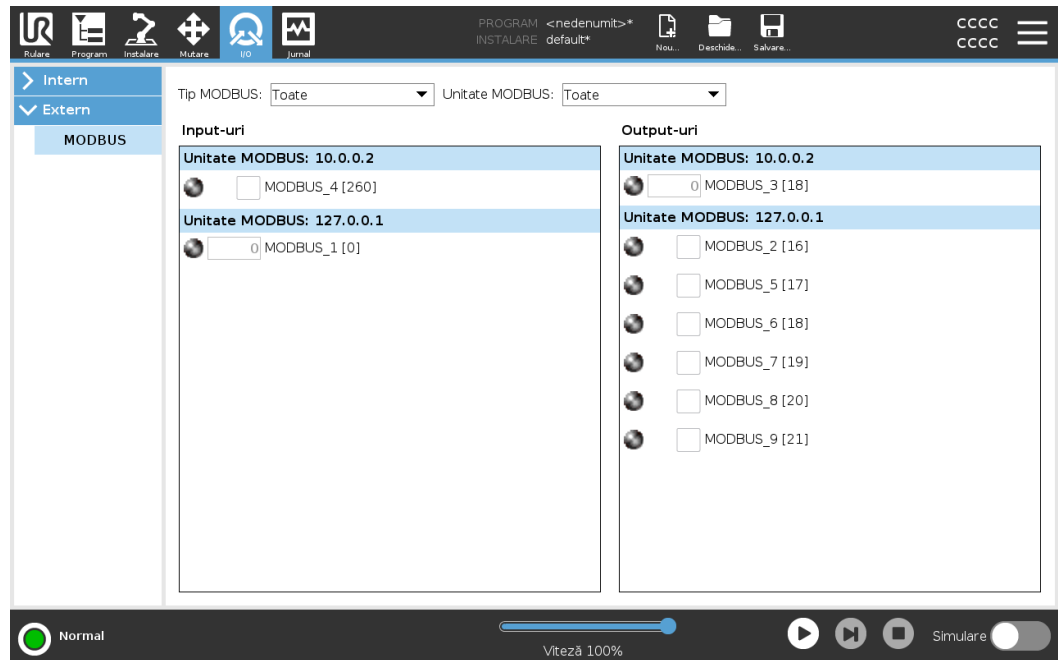 UR
Rulare
Program
Instalare
Mutare
I/O
Jurnal
PROGRAM <nedenumit>*
INSTALARE default*
Nou...
Deschide...
Salvare...
CCCC
CCCC
Intern
Extern
MODBUS
Tip MODBUS: Toate
Unitate MODBUS: Toate
Input-uri
Unitate MODBUS: 10.0.0.2
MODBUS_4 [260]
Unitate MODBUS: 127.0.0.1
0 MODBUS_1 [0]
Output-uri
Unitate MODBUS: 10.0.0.2
0 MODBUS_3 [18]
Unitate MODBUS: 127.0.0.1
MODBUS_2 [16]
MODBUS_5 [17]
MODBUS_6 [18]
MODBUS_7 [19]
MODBUS_8 [20]
MODBUS_9 [21]
Normal
Viteză 100%
Simulare